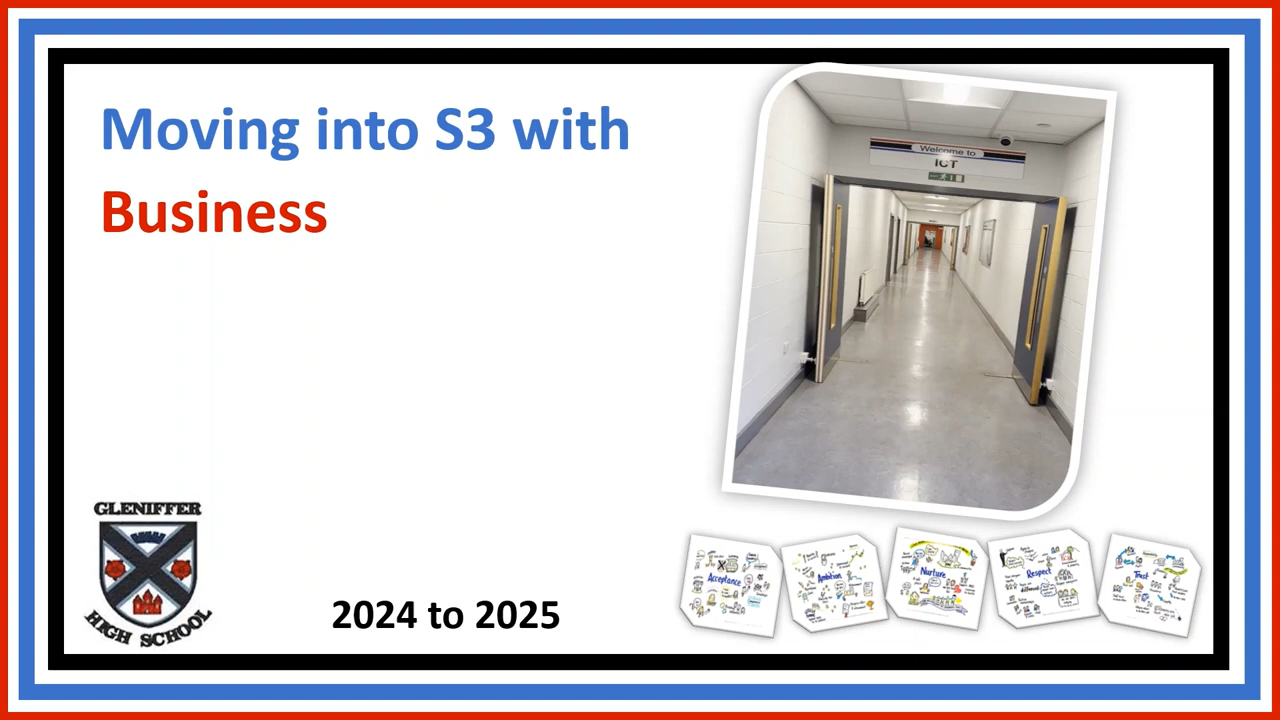 Moving into S3 with
Business
Welcome to
ICT
GLENIFFER
HIGH SCHOOL
2024 to 2025
Acceptance
Ambition
Nurture
Respect
Trust